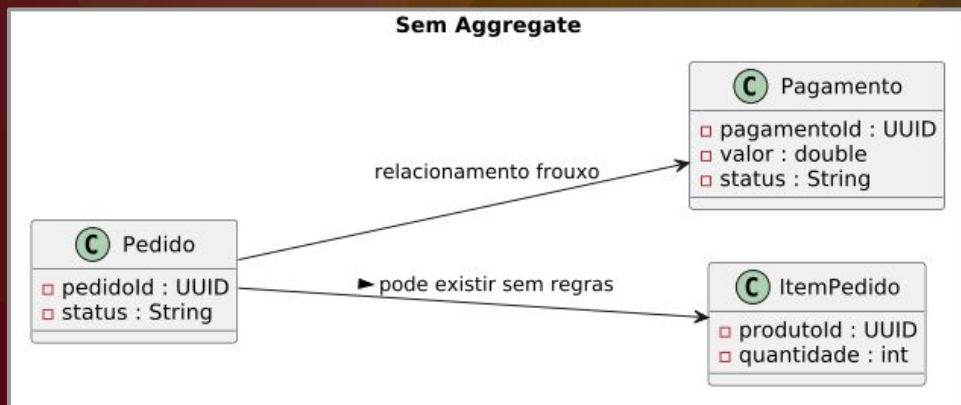 Sem Aggregate
C Pagamento
pagamentoId : UUID
valor : double
status : String
relacionamento frouxo
C Pedido
pedidoId : UUID
status : String
► pode existir sem regras
C ItemPedido
produtoId : UUID
quantidade : int